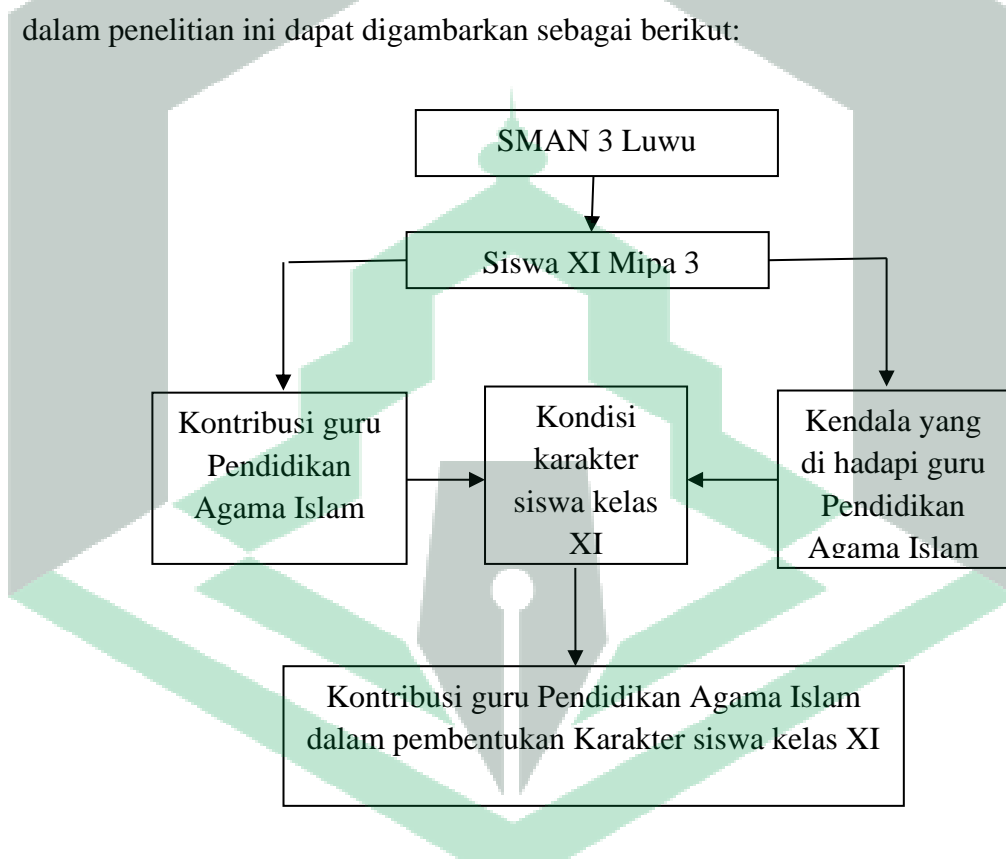 dalam penelitian ini dapat digambarkan sebagai berikut:
SMAN 3 Luwu
Siswa XI Mipa 3
Kontribusi guru
Pendidikan
Agama Islam
Kondisi
karakter
siswa kelas
XI
Kendala yang
di hadapi guru
Pendidikan
Agama Islam
Kontribusi guru Pendidikan Agama Islam
dalam pembentukan Karakter siswa kelas XI